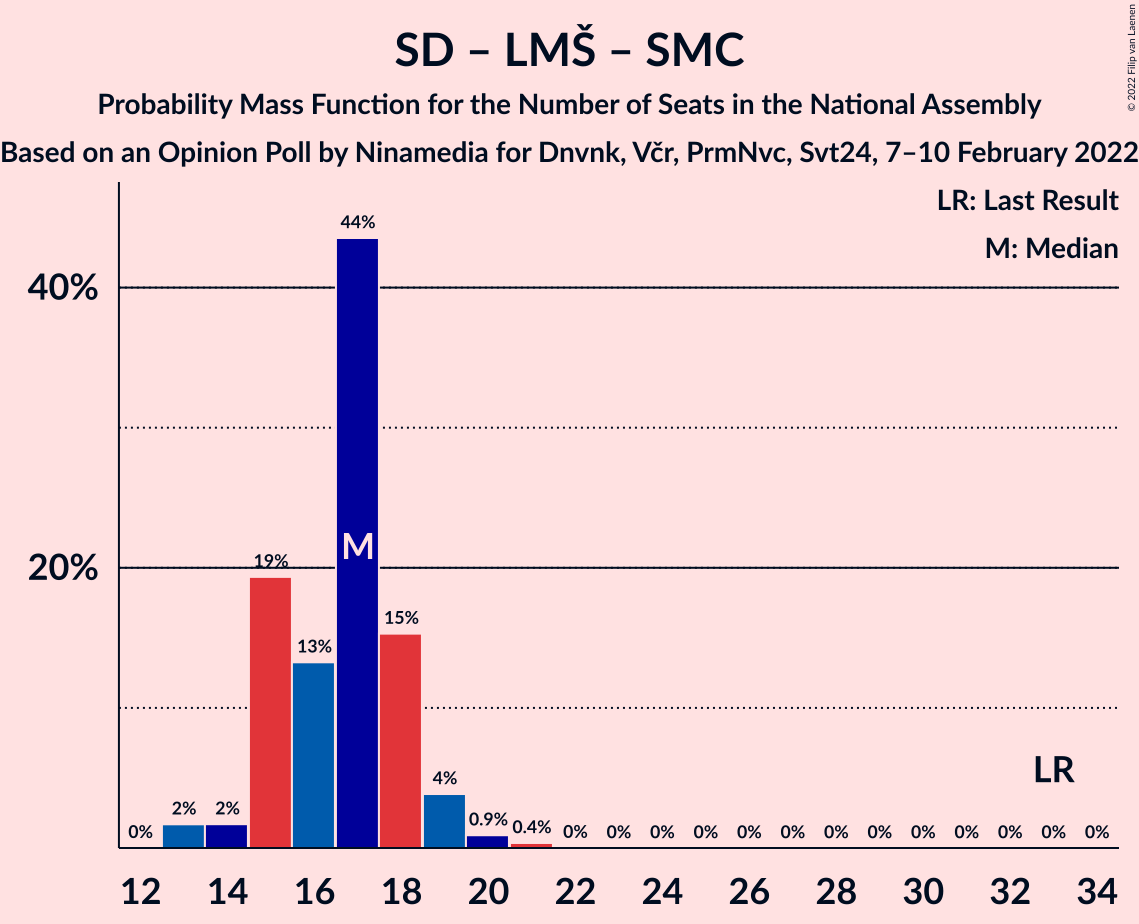 SD – LMŠ – SMC
Probability Mass Function for the Number of Seats in the National Assembly
Based on an Opinion Poll by Ninamedia for Dnvnk, Včr, PrmNvc, Svt24, 7–10 February 2022
© 2022 Filip van Laenen
LR: Last Result
M: Median
44%
40%
M
20%
19%
15%
13%
LR
4%
2% 2%
0% 0.9% 0.4% 0% 0% 0% 0% 0% 0% 0% 0% 0% 0% 0% 0% 0%
12 14 16 18 20 22 24 26 28 30 32 34